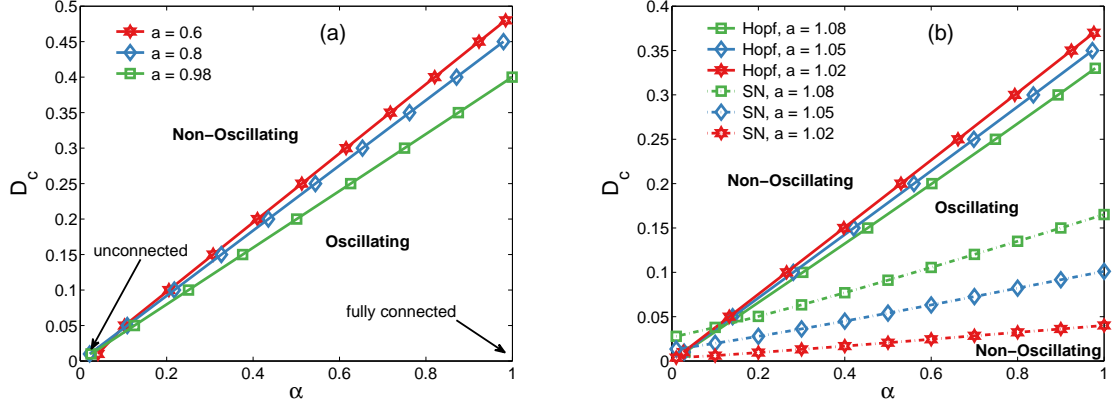 (a)
a = 0.6
a = 0.8
a = 0.98
Non−Oscillating
Oscillating
unconnected
fully connected
0.5
0.45
0.4
0.35
0.3
0.25
0.2
0.15
0.1
0.05
0
D_c
0.2
0.4
0.6
0.8
1
α
(b)
Hopf, a = 1.08
Hopf, a = 1.05
Hopf, a = 1.02
SN, a = 1.08
SN, a = 1.05
SN, a = 1.02
Non−Oscillating
Oscillating
Non−Oscillating
0.4
0.35
0.3
0.25
0.2
0.15
0.1
0.05
0
D_c
0
0.2
0.4
0.6
0.8
1
α